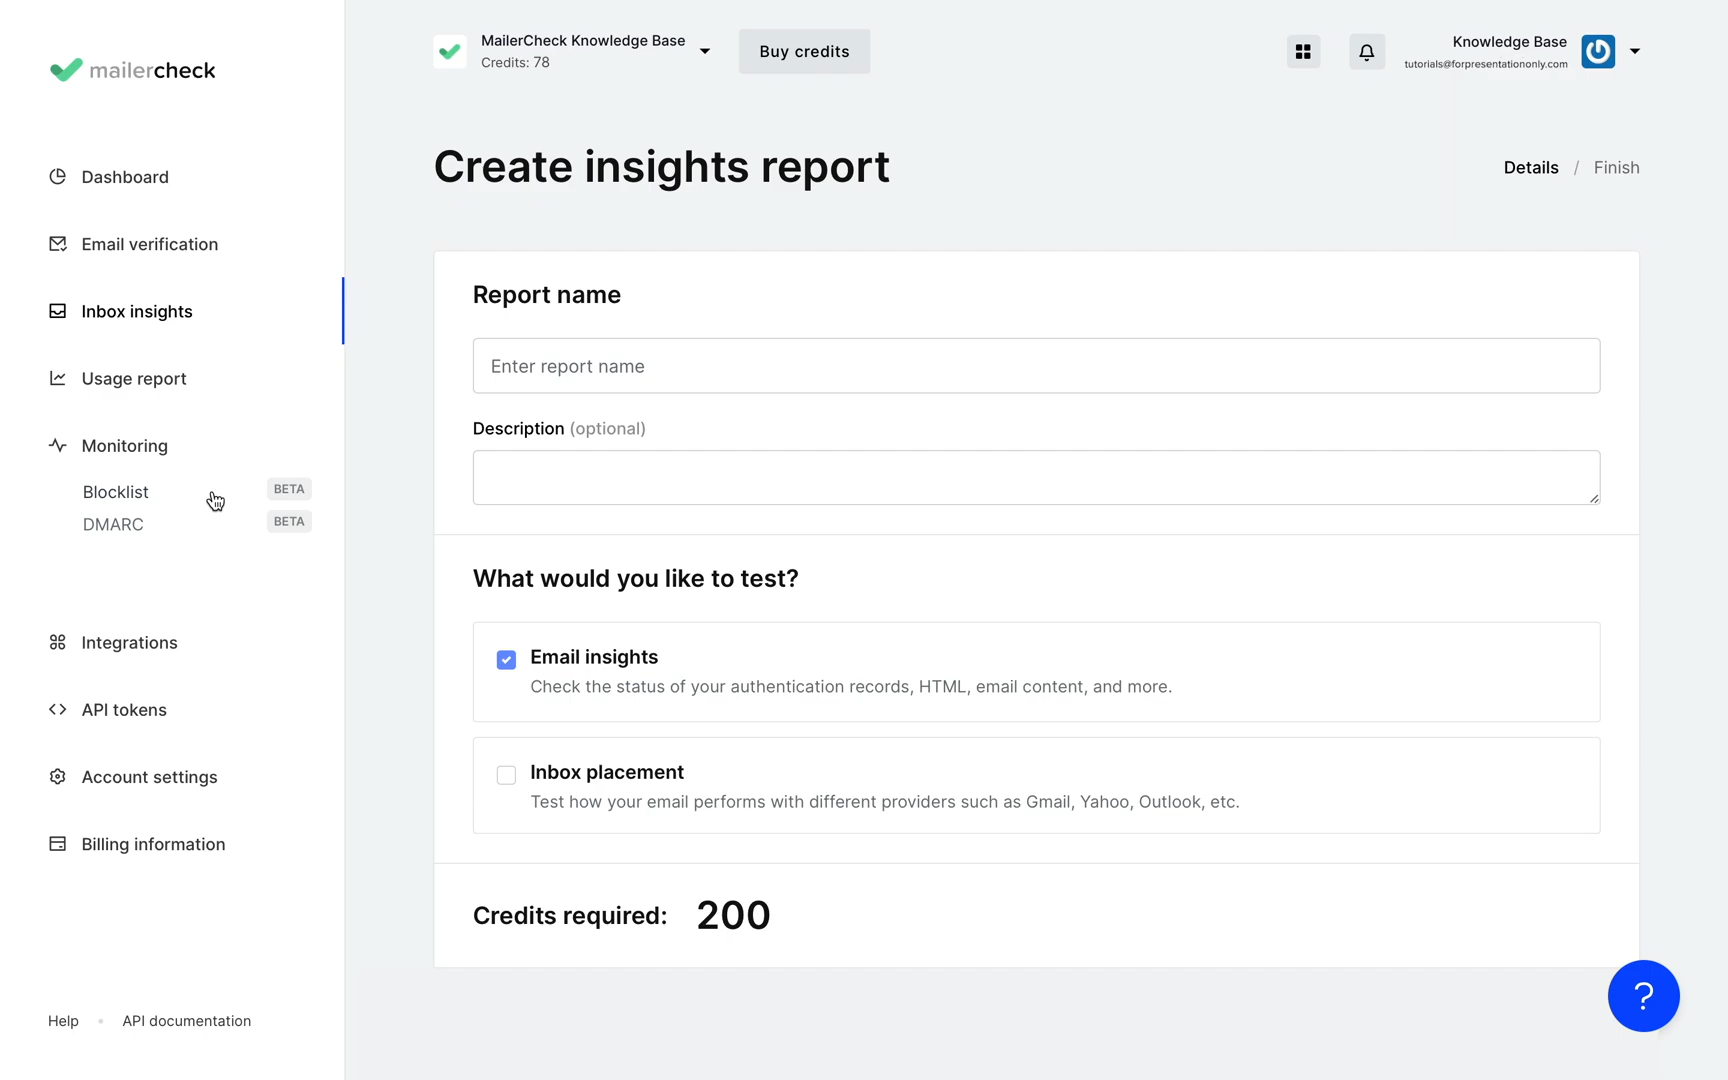 mailercheck
Dashboard
Email verification
Inbox insights
Usage report
Monitoring
Blocklist BETA
DMARC BETA
Integrations
API tokens
Account settings
Billing information
Help • API documentation
MailerCheck Knowledge Base
Credits: 78
Buy credits
Knowledge Base
tutorials@forpresentationonly.com
Create insights report
Details / Finish
Report name
Enter report name
Description (optional)
What would you like to test?
Email insights
Check the status of your authentication records, HTML, email content, and more.
Inbox placement
Test how your email performs with different providers such as Gmail, Yahoo, Outlook, etc.
Credits required: 200
?